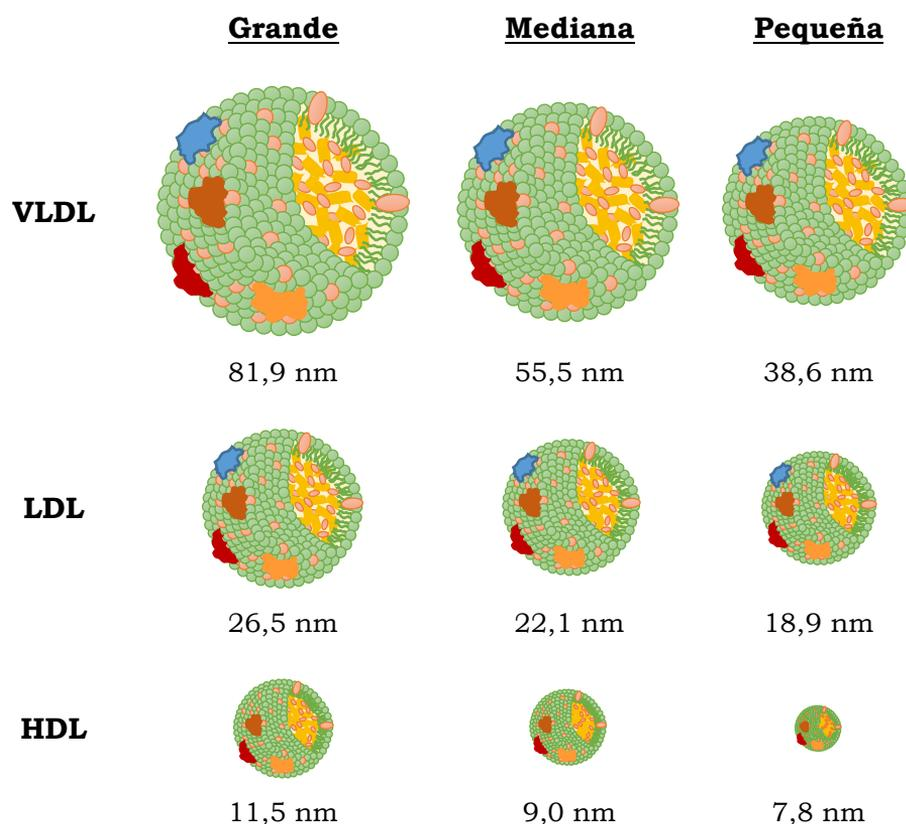 Grande Mediana Pequeña
VLDL
81,9 nm 55,5 nm 38,6 nm
LDL
26,5 nm 22,1 nm 18,9 nm
HDL
11,5 nm 9,0 nm 7,8 nm